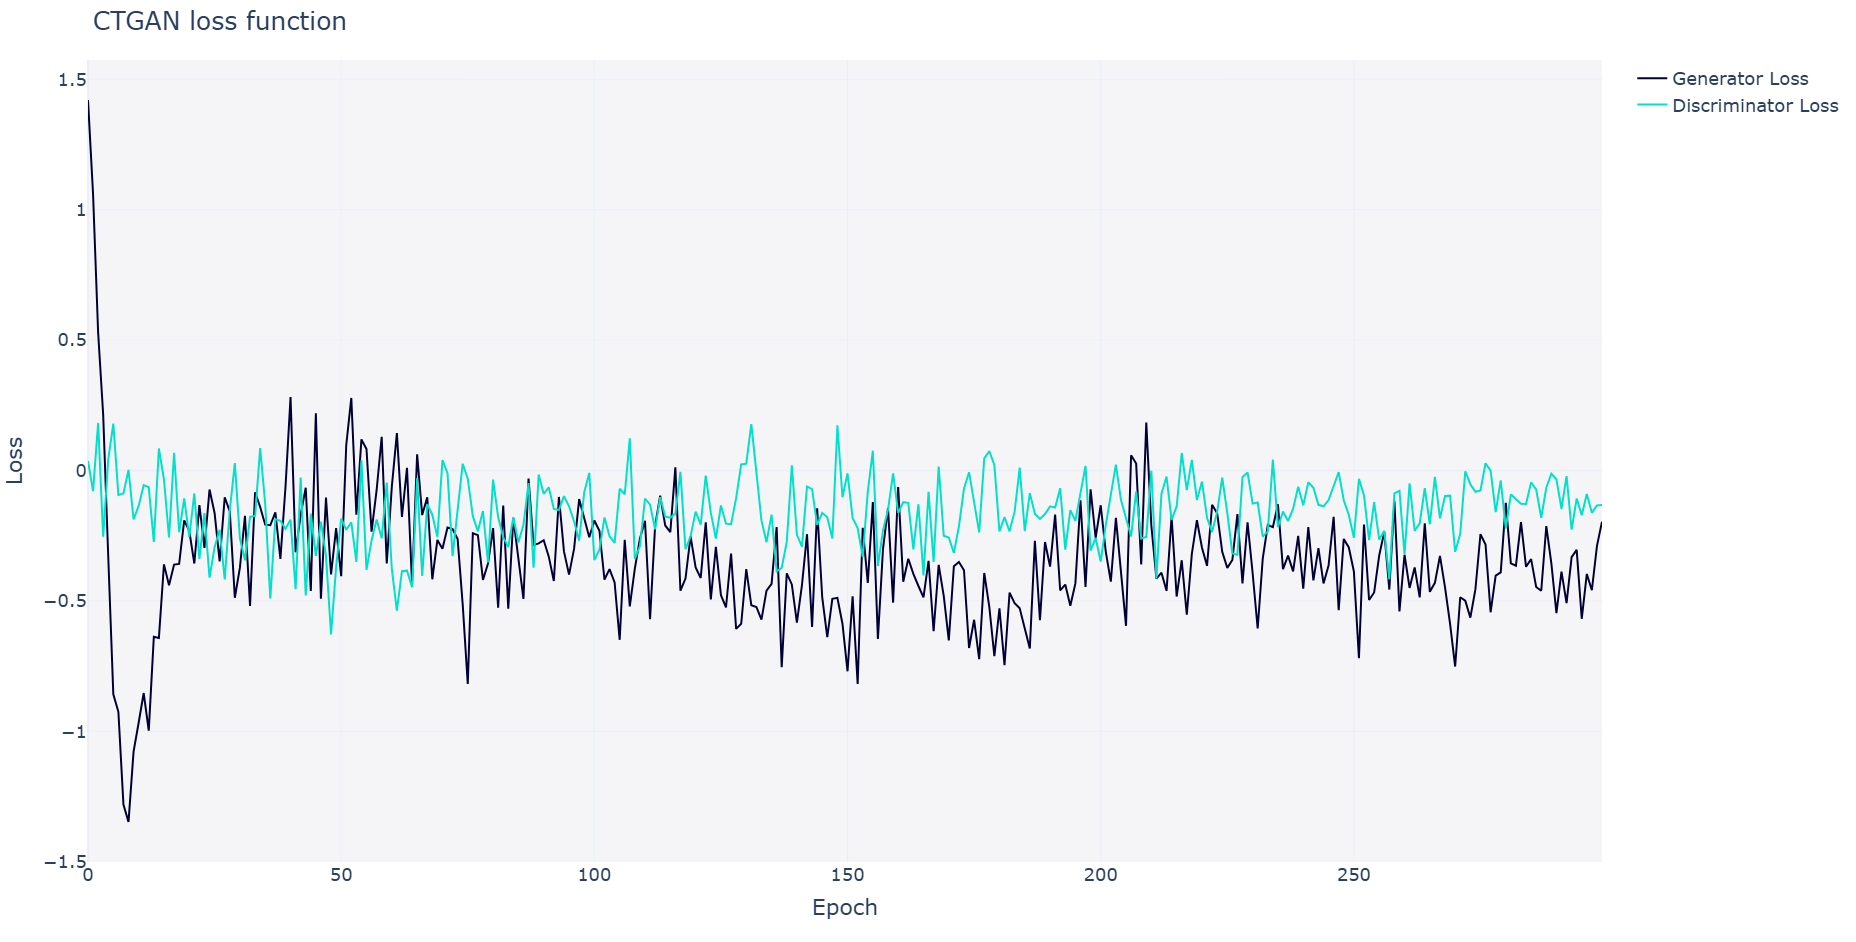 CTGAN loss function
Generator Loss
Discriminator Loss
1.5
1
0.5
0
−0.5
−1
−1.5
Loss
0
50
100
150
200
250
Epoch